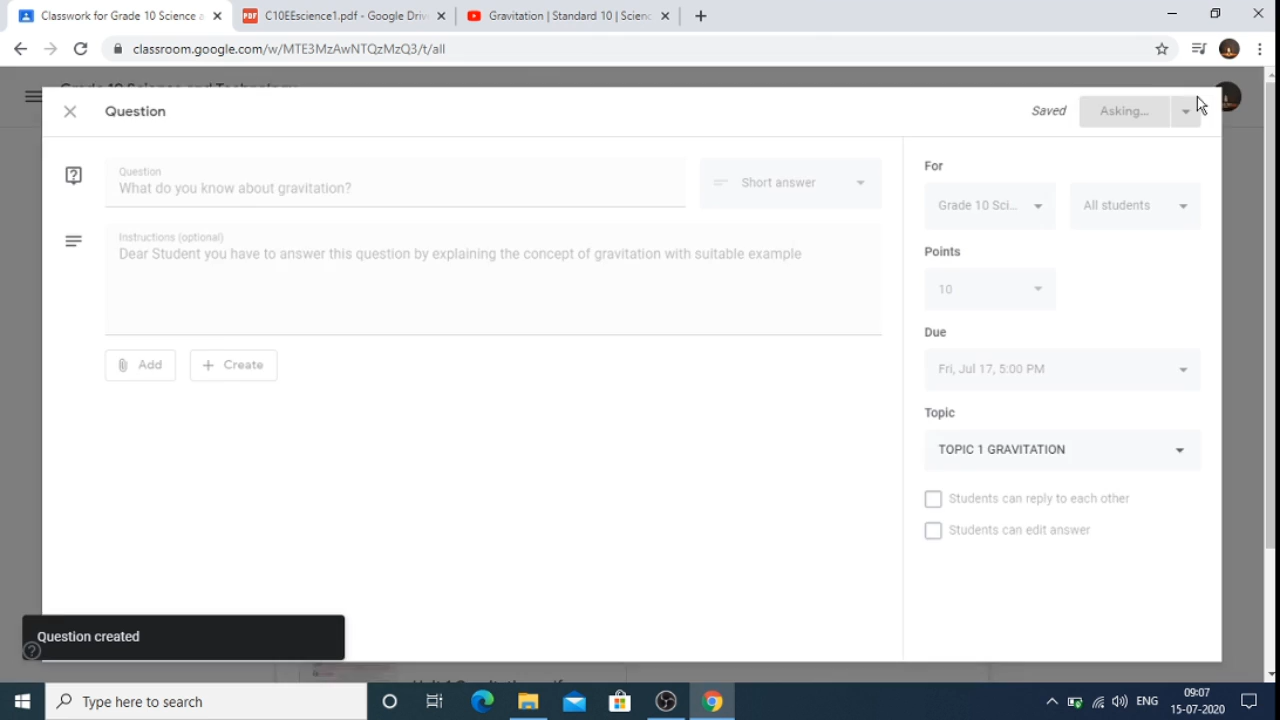 Classwork for Grade 10 Science a
C10EEscience1.pdf - Google Driv
Gravitation | Standard 10 | Scienc
classroom.google.com/w/MTE3MzAwNTQzMzQ3/t/all
Question
Saved
Asking...
Question
What do you know about gravitation?
Short answer
Instructions (optional)
Dear Student you have to answer this question by explaining the concept of gravitation with suitable example
Add
Create
For
Grade 10 Sci...
All students
Points
10
Due
Fri, Jul 17, 5:00 PM
Topic
TOPIC 1 GRAVITATION
Students can reply to each other
Students can edit answer
Question created
Type here to search
ENG
09:07
15-07-2020